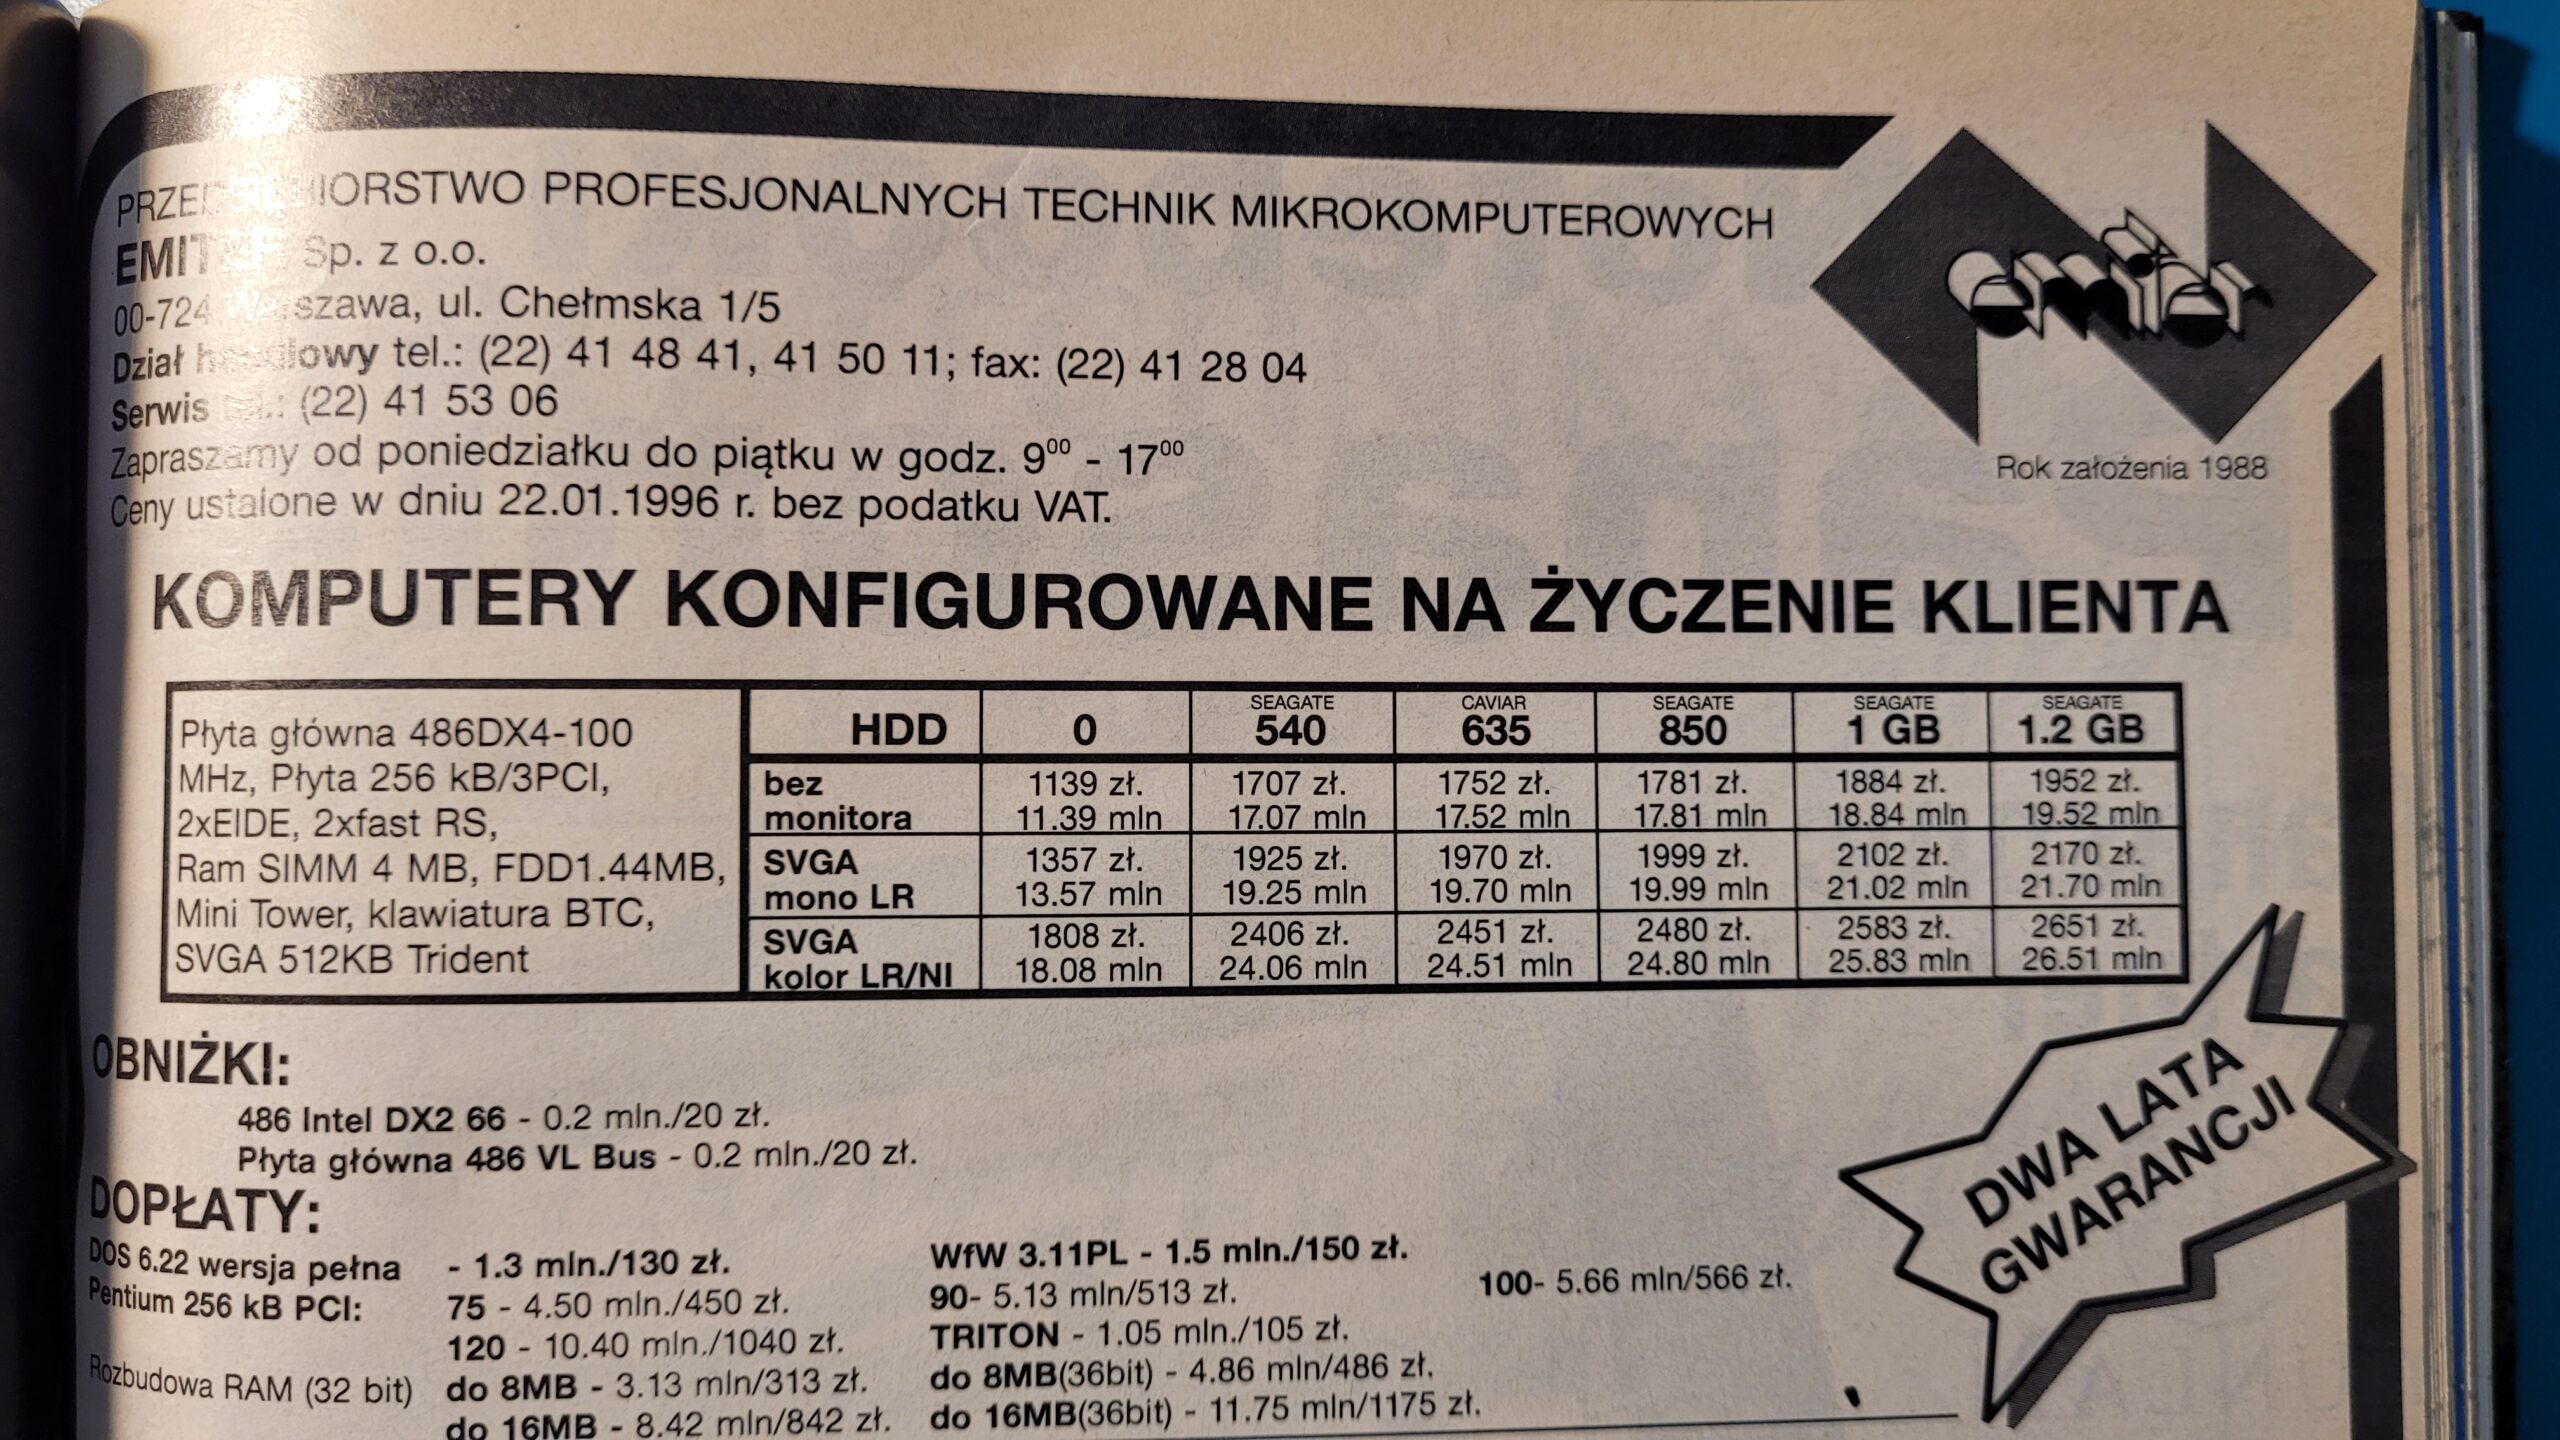 PRZEDSIĘBIORSTWO PROFESJONALNYCH TECHNIK MIKROKOMPUTEROWYCH
EMITER Sp. z o.o.
00-724 Warszawa, ul. Chełmska 1/5
Dział handlowy tel.: (22) 41 48 41, 41 50 11; fax: (22) 41 28 04
Serwis tel.: (22) 41 53 06
Zapraszamy od poniedziałku do piątku w godz. 9⁰⁰ - 17⁰⁰
Ceny ustalone w dniu 22.01.1996 r. bez podatku VAT.
emiter
Rok założenia 1988
KOMPUTERY KONFIGUROWANE NA ŻYCZENIE KLIENTA
Płyta główna 486DX4-100
MHz, Płyta 256 kB/3PCI,
2xEIDE, 2xfast RS,
Ram SIMM 4 MB, FDD1.44MB,
Mini Tower, klawiatura BTC,
SVGA 512KB Trident
SEAGATE CAVIAR SEAGATE SEAGATE SEAGATE
HDD 0 540 635 850 1 GB 1.2 GB
bez 1139 zł. 1707 zł. 1752 zł. 1781 zł. 1884 zł. 1952 zł.
monitora 11.39 mln 17.07 mln 17.52 mln 17.81 mln 18.84 mln 19.52 mln
SVGA 1357 zł. 1925 zł. 1970 zł. 1999 zł. 2102 zł. 2170 zł.
mono LR 13.57 mln 19.25 mln 19.70 mln 19.99 mln 21.02 mln 21.70 mln
SVGA 1808 zł. 2406 zł. 2451 zł. 2480 zł. 2583 zł. 2651 zł.
kolor LR/NI 18.08 mln 24.06 mln 24.51 mln 24.80 mln 25.83 mln 26.51 mln
OBNIŻKI:
486 Intel DX2 66 - 0.2 mln./20 zł.
Płyta główna 486 VL Bus - 0.2 mln./20 zł.
DWA LATA
GWARANCJI
DOPŁATY:
DOS 6.22 wersja pełna - 1.3 mln./130 zł. WfW 3.11PL - 1.5 mln./150 zł.
Pentium 256 kB PCI: 75 - 4.50 mln./450 zł. 90- 5.13 mln/513 zł. 100- 5.66 mln/566 zł.
120 - 10.40 mln./1040 zł. TRITON - 1.05 mln./105 zł.
Rozbudowa RAM (32 bit) do 8MB - 3.13 mln/313 zł. do 8MB(36bit) - 4.86 mln/486 zł.
do 16MB - 8.42 mln/842 zł. do 16MB(36bit) - 11.75 mln/1175 zł.